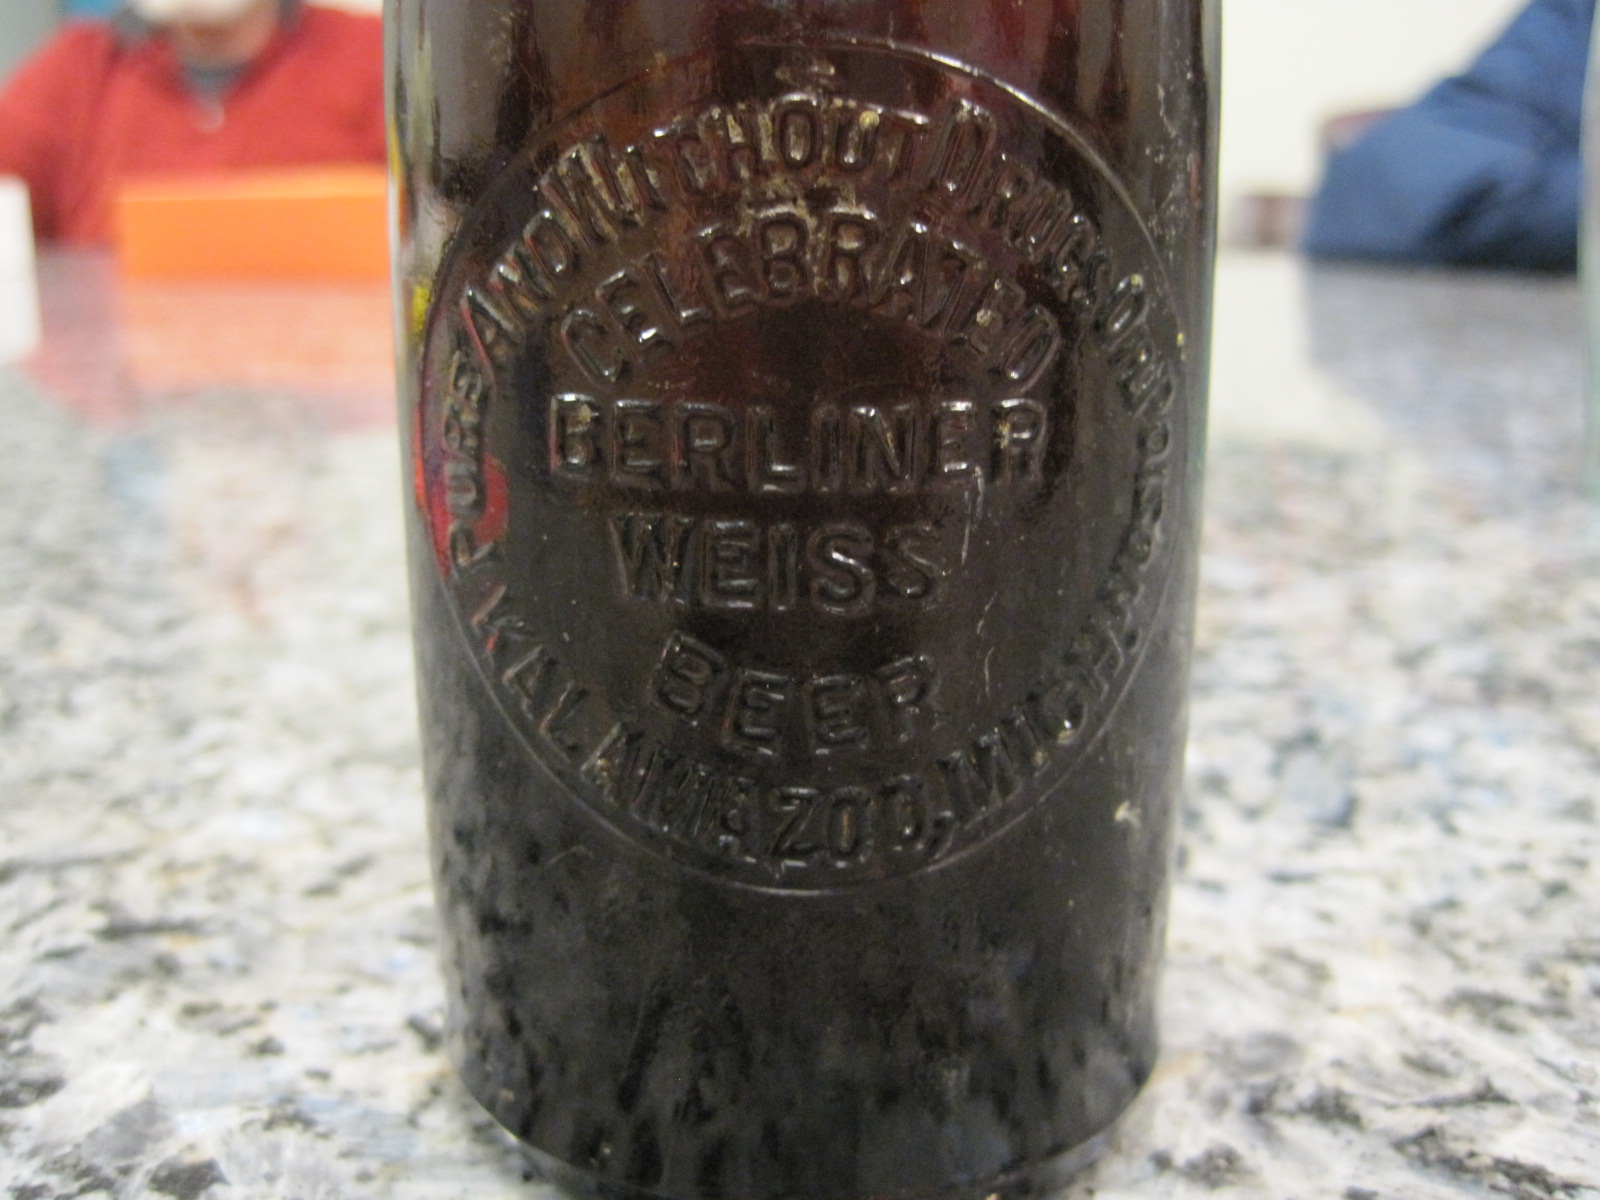 PURE AND WITHOUT DRUGS OR POISON
CELEBRATED
BERLINER
WEISS
BEER
KALAMAZOO, MICH.